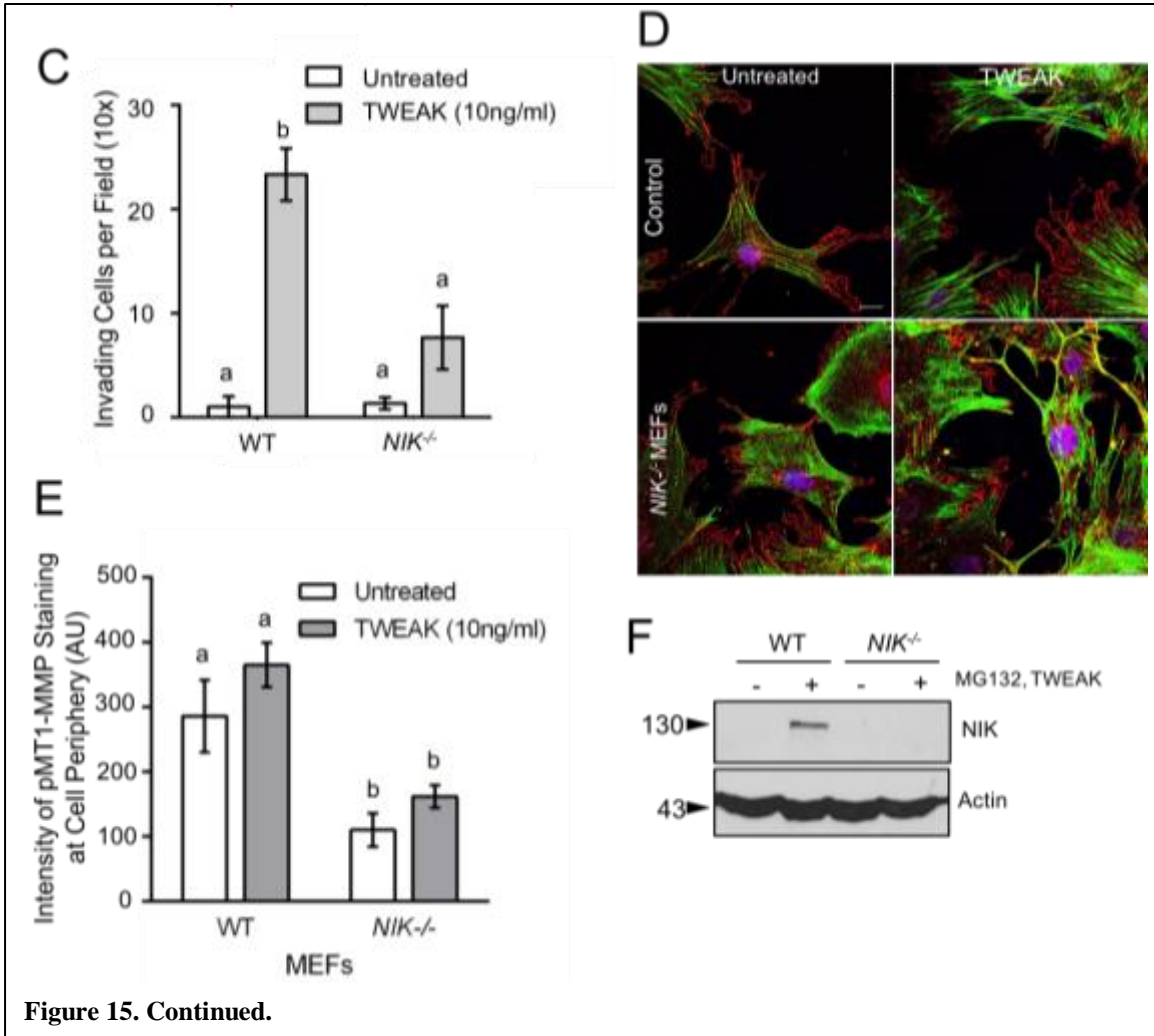 C
Untreated
TWEAK (10ng/ml)
Invading Cells per Field (10x)
30
20
10
0
b
a
a
a
WT
NIK-/-
D
Untreated
TWEAK
Control
NIK-/- MEFs
E
Untreated
TWEAK (10ng/ml)
Intensity of pMT1-MMP Staining
at Cell Periphery (AU)
500
400
300
200
100
0
a
a
b
b
WT
NIK-/-
MEFs
F
WT
NIK-/-
- + - + MG132, TWEAK
130
NIK
43
Actin
Figure 15. Continued.